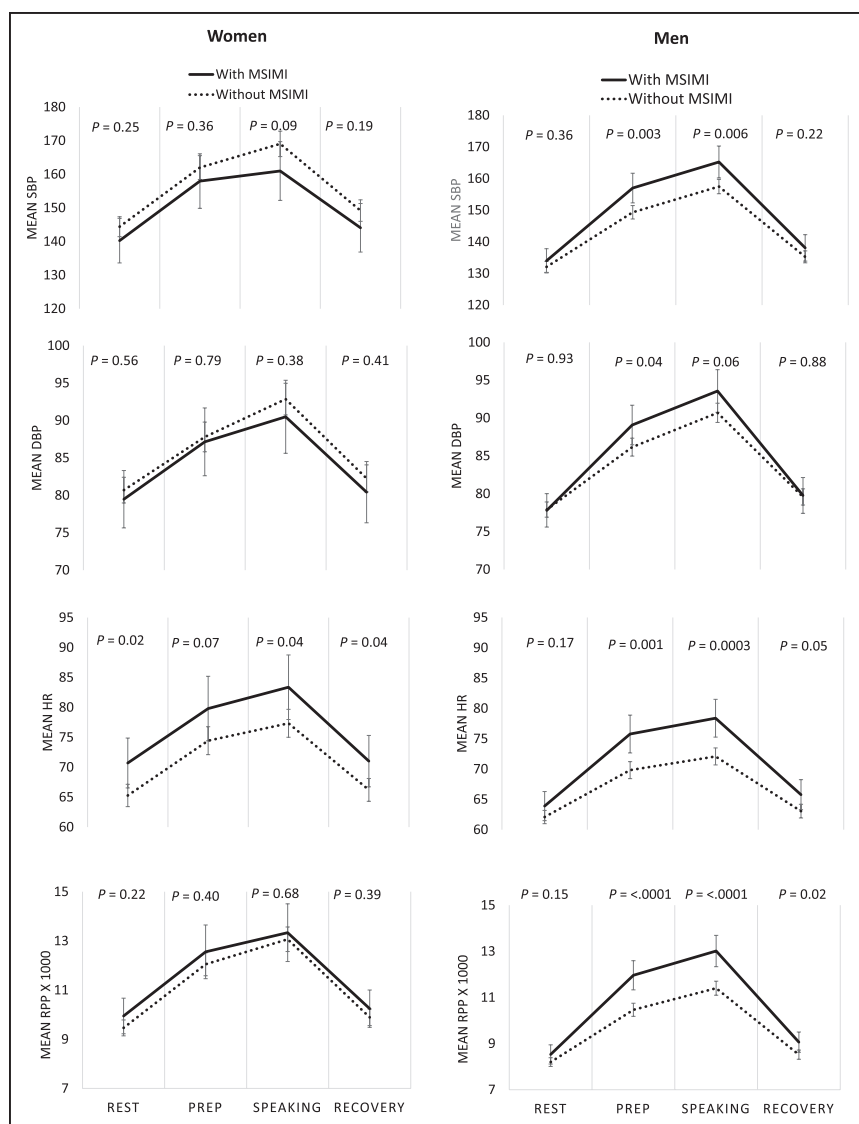 Women
With MSIMI
Without MSIMI
P = 0.25 P = 0.36 P = 0.09 P = 0.19
MEAN SBP
180
170
160
150
140
130
120
P = 0.56 P = 0.79 P = 0.38 P = 0.41
MEAN DBP
100
95
90
85
80
75
70
P = 0.02 P = 0.07 P = 0.04 P = 0.04
MEAN HR
95
90
85
80
75
70
65
60
P = 0.22 P = 0.40 P = 0.68 P = 0.39
MEAN RPP X 1000
15
13
11
9
7
REST PREP SPEAKING RECOVERY
Men
With MSIMI
Without MSIMI
P = 0.36 P = 0.003 P = 0.006 P = 0.22
MEAN SBP
180
170
160
150
140
130
120
P = 0.93 P = 0.04 P = 0.06 P = 0.88
MEAN DBP
100
95
90
85
80
75
70
P = 0.17 P = 0.001 P = 0.0003 P = 0.05
MEAN HR
95
90
85
80
75
70
65
60
P = 0.15 P = <.0001 P = <.0001 P = 0.02
MEAN RPP X 1000
15
13
11
9
7
REST PREP SPEAKING RECOVERY